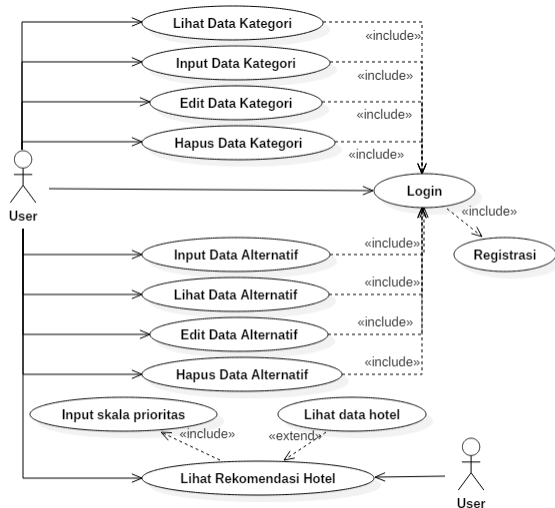 Lihat Data Kategori
«include»
Input Data Kategori
«include»
Edit Data Kategori
«include»
Hapus Data Kategori
«include»
User
Login
«include»
Registrasi
Input Data Alternatif
«include»
Lihat Data Alternatif
«include»
Edit Data Alternatif
«include»
Hapus Data Alternatif
«include»
Input skala prioritas
Lihat data hotel
«include»
«extend»
Lihat Rekomendasi Hotel
User